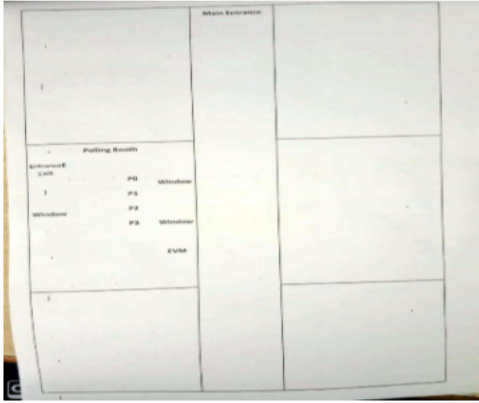 Main Entrance
Polling Booth
Entrance&
Exit
P0
Window
P1
P2
Window
P3
Window
EVM